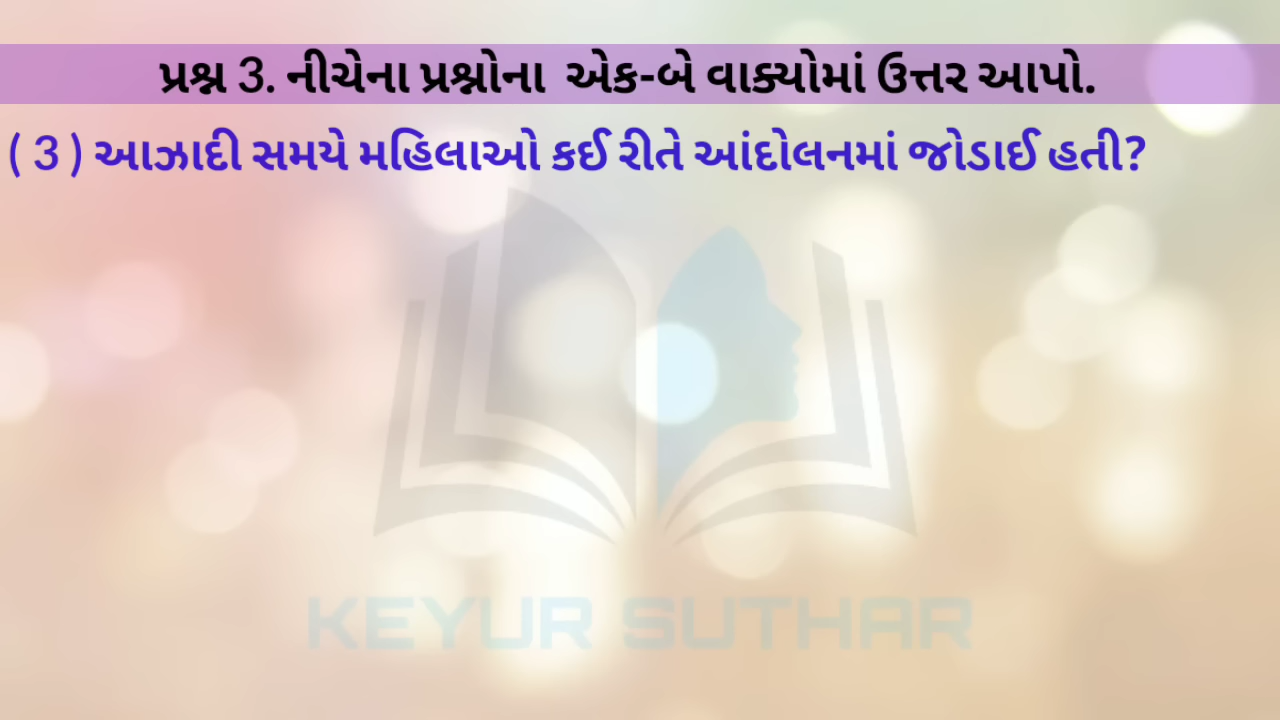 પ્રશ્ન 3. નીચેના પ્રશ્નોના એક-બે વાક્યોમાં ઉત્તર આપો.
( 3 ) આઝાદી સમયે મહિલાઓ કઈ રીતે આંદોલનમાં જોડાઈ હતી?
KEYUR SUTHAR